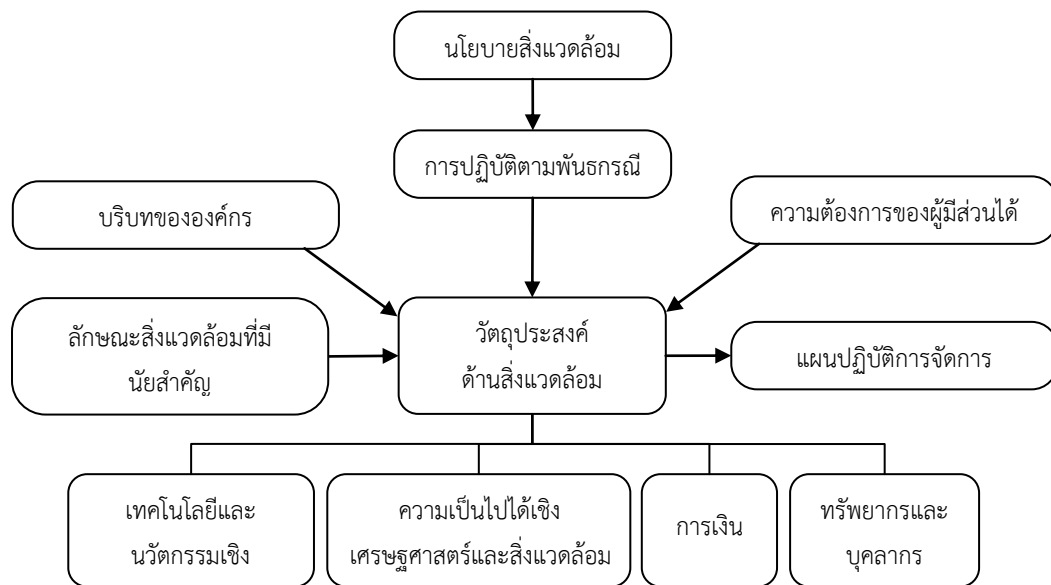 นโยบายสิ่งแวดล้อม
การปฏิบัติตามพันธกรณี
บริบทขององค์กร
ความต้องการของผู้มีส่วนได้
ลักษณะสิ่งแวดล้อมที่มี
นัยสำคัญ
วัตถุประสงค์
ด้านสิ่งแวดล้อม
แผนปฏิบัติการจัดการ
เทคโนโลยีและ
นวัตกรรมเชิง
ความเป็นไปได้เชิง
เศรษฐศาสตร์และสิ่งแวดล้อม
การเงิน
ทรัพยากรและ
บุคลากร